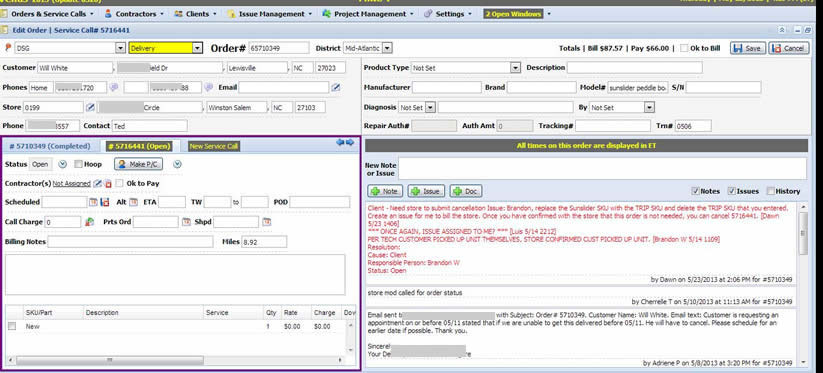 Orders & Service Calls Contractors Clients Issue Management Project Management Settings 2 Open Windows
Edit Order | Service Call# 5716441
DSG Delivery Order# 65710349 District Mid-Atlantic Totals | Bill $87.57 | Pay $66.00 | Ok to Bill Save Cancel
Customer Will White ield Dr , Lewisville , NC 27023
Phones Home Email
Store 0199 Circle , Winston Salem , NC 27103
Phone 3557 Contact Ted
Product Type Not Set Description
Manufacturer Brand Model# sunslider peddle bo S/N
Diagnosis Not Set By Not Set
Repair Auth# Auth Amt 0 Tracking# Trn# 0506
# 5710349 (Completed) # 5716441 (Open) New Service Call
Status Open Hoop Make P/C
Contractor(s) Not Assigned Ok to Pay
Scheduled Alt ETA TW to POD
Call Charge 0 Prts Ord Shpd
Billing Notes Miles 8.92
SKU/Part Description Service Qty Rate Charge Dov
New 1 $0.00 $0.00
All times on this order are displayed in ET
New Note
or Issue
Note Issue Doc Notes Issues History
Client - Need store to submit cancellation Issue: Brandon, replace the Sunslider SKU with the TRIP SKU and delete the TRIP SKU that you entered.
Create an issue for me to bill the store. Once you have confirmed with the store that this order is not needed, you can cancel 5716441. [Dawn
5/23 1406]
*** ONCE AGAIN, ISSUE ASSIGNED TO ME? *** [Luis 5/14 2212]
PER TECH CUSTOMER PICKED UP UNIT THEMSELVES. STORE CONFIRMED CUST PICKED UP UNIT. [Brandon W 5/14 1109]
Resolution:
Cause: Client
Responsible Person: Brandon W
Status: Open
by Dawn on 5/23/2013 at 2:06 PM for #5710349
store mod called for order status
by Cherrelle T on 5/10/2013 at 11:13 AM for #5710349
Email sent t with Subject: Order# 5710349. Customer Name: Will White. Email text: Customer is requesting an
appointment on or before 05/11 stated that if we are unable to get this delivered before 05/11. He will have to cancel. Please schedule for an
earlier date if possible. Thank you.
Sincerel
Your De re
by Adriene P on 5/8/2013 at 3:20 PM for #5710349